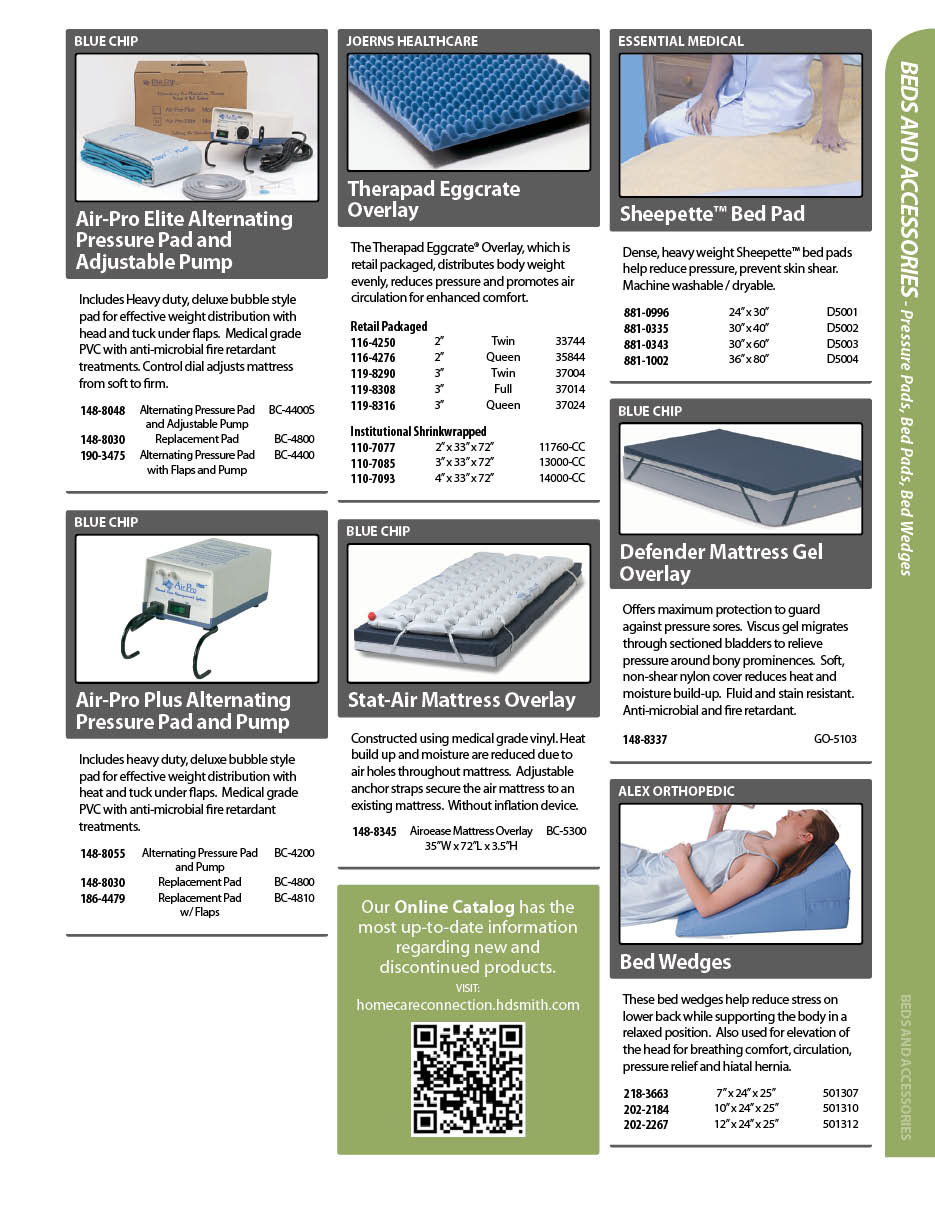 BLUE CHIP
Air-Pro Elite Alternating
Pressure Pad and
Adjustable Pump
Includes Heavy duty, deluxe bubble style
pad for effective weight distribution with
head and tuck under flaps. Medical grade
PVC with anti-microbial fire retardant
treatments. Control dial adjusts mattress
from soft to firm.
148-8048 Alternating Pressure Pad BC-4400S
and Adjustable Pump
148-8030 Replacement Pad BC-4800
190-3475 Alternating Pressure Pad BC-4400
with Flaps and Pump
BLUE CHIP
Air Pro
Air-Pro Plus Alternating
Pressure Pad and Pump
Includes heavy duty, deluxe bubble style
pad for effective weight distribution with
heat and tuck under flaps. Medical grade
PVC with anti-microbial fire retardant
treatments.
148-8055 Alternating Pressure Pad BC-4200
and Pump
148-8030 Replacement Pad BC-4800
186-4479 Replacement Pad BC-4810
w/ Flaps
JOERNS HEALTHCARE
Therapad Eggcrate
Overlay
The Therapad Eggcrate® Overlay, which is
retail packaged, distributes body weight
evenly, reduces pressure and promotes air
circulation for enhanced comfort.
Retail Packaged
116-4250 2" Twin 33744
116-4276 2" Queen 35844
119-8290 3" Twin 37004
119-8308 3" Full 37014
119-8316 3" Queen 37024
Institutional Shrinkwrapped
110-7077 2" x 33" x 72" 11760-CC
110-7085 3" x 33" x 72" 13000-CC
110-7093 4" x 33" x 72" 14000-CC
BLUE CHIP
Stat-Air Mattress Overlay
Constructed using medical grade vinyl. Heat
build up and moisture are reduced due to
air holes throughout mattress. Adjustable
anchor straps secure the air mattress to an
existing mattress. Without inflation device.
148-8345 Airoease Mattress Overlay BC-5300
35"W x 72"L x 3.5"H
Our Online Catalog has the
most up-to-date information
regarding new and
discontinued products.
VISIT:
homecareconnection.hdsmith.com
ESSENTIAL MEDICAL
Sheepette™ Bed Pad
Dense, heavy weight Sheepette™ bed pads
help reduce pressure, prevent skin shear.
Machine washable / dryable.
881-0996 24" x 30" D5001
881-0335 30" x 40" D5002
881-0343 30" x 60" D5003
881-1002 36" x 80" D5004
BLUE CHIP
Defender Mattress Gel
Overlay
Offers maximum protection to guard
against pressure sores. Viscus gel migrates
through sectioned bladders to relieve
pressure around bony prominences. Soft,
non-shear nylon cover reduces heat and
moisture build-up. Fluid and stain resistant.
Anti-microbial and fire retardant.
148-8337 GO-5103
ALEX ORTHOPEDIC
Bed Wedges
These bed wedges help reduce stress on
lower back while supporting the body in a
relaxed position. Also used for elevation of
the head for breathing comfort, circulation,
pressure relief and hiatal hernia.
218-3663 7" x 24" x 25" 501307
202-2184 10" x 24" x 25" 501310
202-2267 12" x 24" x 25" 501312
BEDS AND ACCESSORIES - Pressure Pads, Bed Pads, Bed Wedges
BEDS AND ACCESSORIES